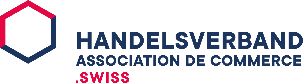 HANDELSVERBAND
ASSOCIATION DE COMMERCE
.SWISS